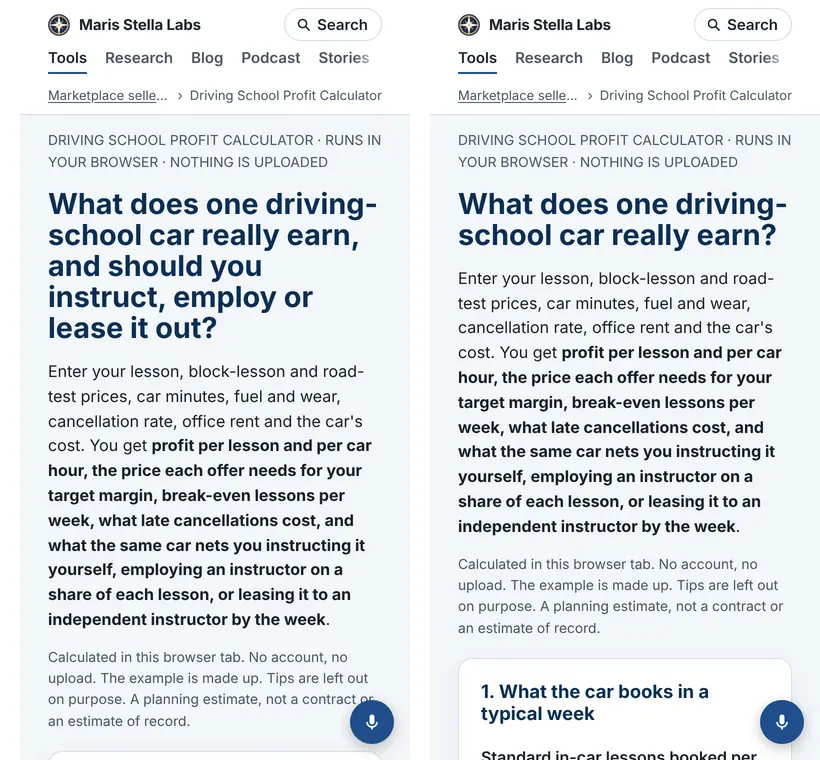 Maris Stella Labs
Search
Tools Research Blog Podcast Stories
Marketplace selle... › Driving School Profit Calculator
DRIVING SCHOOL PROFIT CALCULATOR · RUNS IN
YOUR BROWSER · NOTHING IS UPLOADED
What does one driving-
school car really earn,
and should you
instruct, employ or
lease it out?
Enter your lesson, block-lesson and road-
test prices, car minutes, fuel and wear,
cancellation rate, office rent and the car's
cost. You get profit per lesson and per car
hour, the price each offer needs for your
target margin, break-even lessons per
week, what late cancellations cost, and
what the same car nets you instructing it
yourself, employing an instructor on a
share of each lesson, or leasing it to an
independent instructor by the week.
Calculated in this browser tab. No account, no
upload. The example is made up. Tips are left out
on purpose. A planning estimate, not a contract or
an estimate of record.
Maris Stella Labs
Search
Tools Research Blog Podcast Stories
Marketplace selle... › Driving School Profit Calculator
DRIVING SCHOOL PROFIT CALCULATOR · RUNS IN
YOUR BROWSER · NOTHING IS UPLOADED
What does one driving-
school car really earn?
Enter your lesson, block-lesson and road-
test prices, car minutes, fuel and wear,
cancellation rate, office rent and the car's
cost. You get profit per lesson and per car
hour, the price each offer needs for your
target margin, break-even lessons per
week, what late cancellations cost, and
what the same car nets you instructing it
yourself, employing an instructor on a
share of each lesson, or leasing it to an
independent instructor by the week.
Calculated in this browser tab. No account, no
upload. The example is made up. Tips are left out
on purpose. A planning estimate, not a contract or
an estimate of record.
1. What the car books in a
typical week
Standard in-car lessons booked per